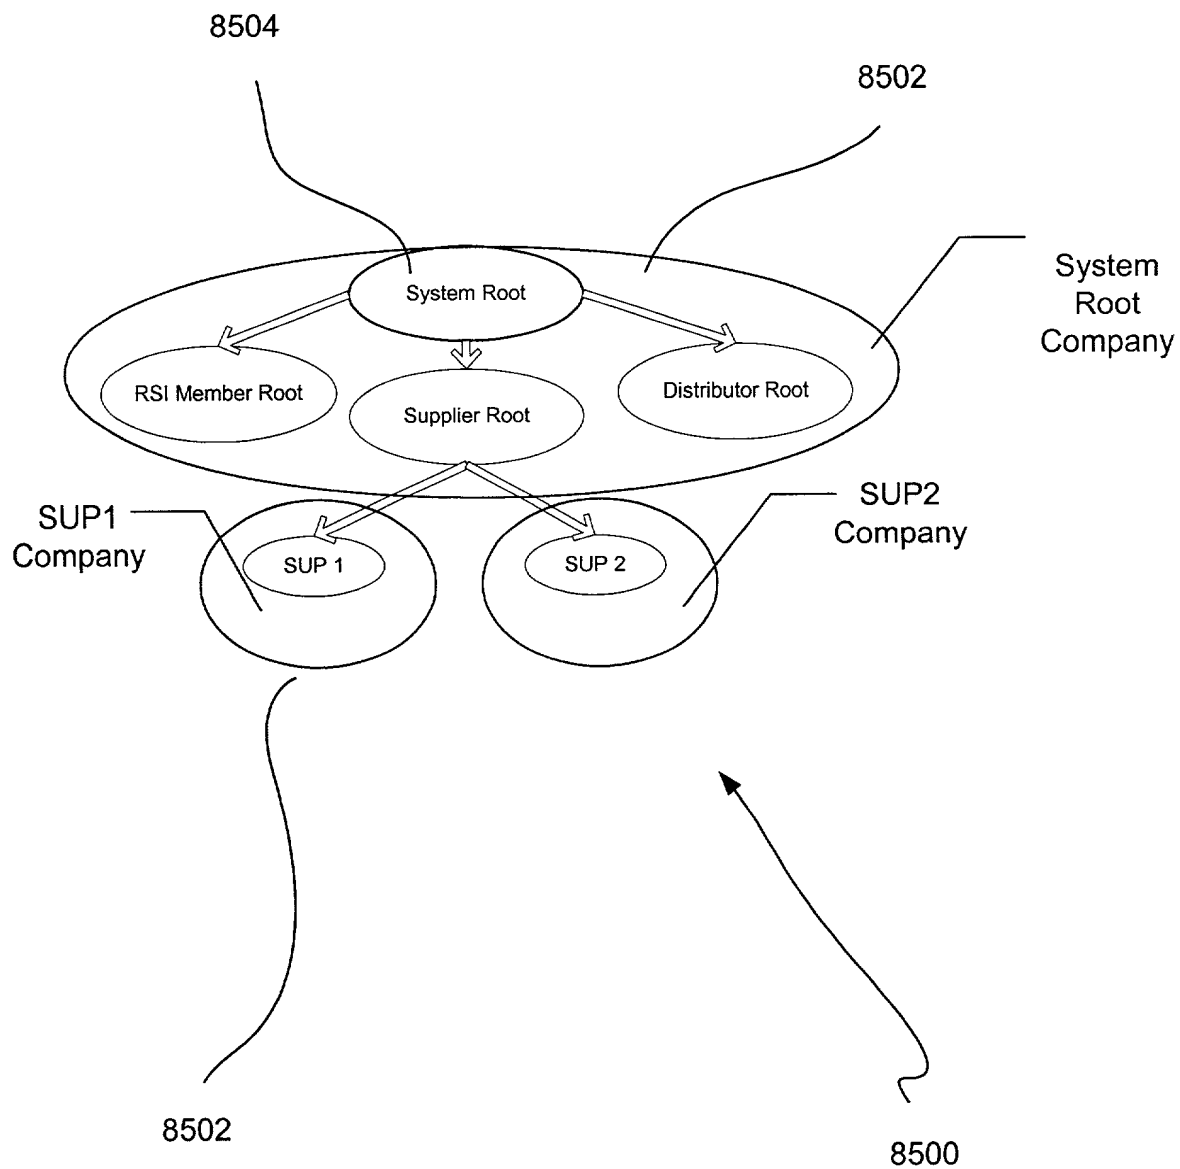 8504
8502
System Root
System
Root
Company
RSI Member Root
Supplier Root
Distributor Root
SUP1
Company
SUP2
Company
SUP 1
SUP 2
8502
8500